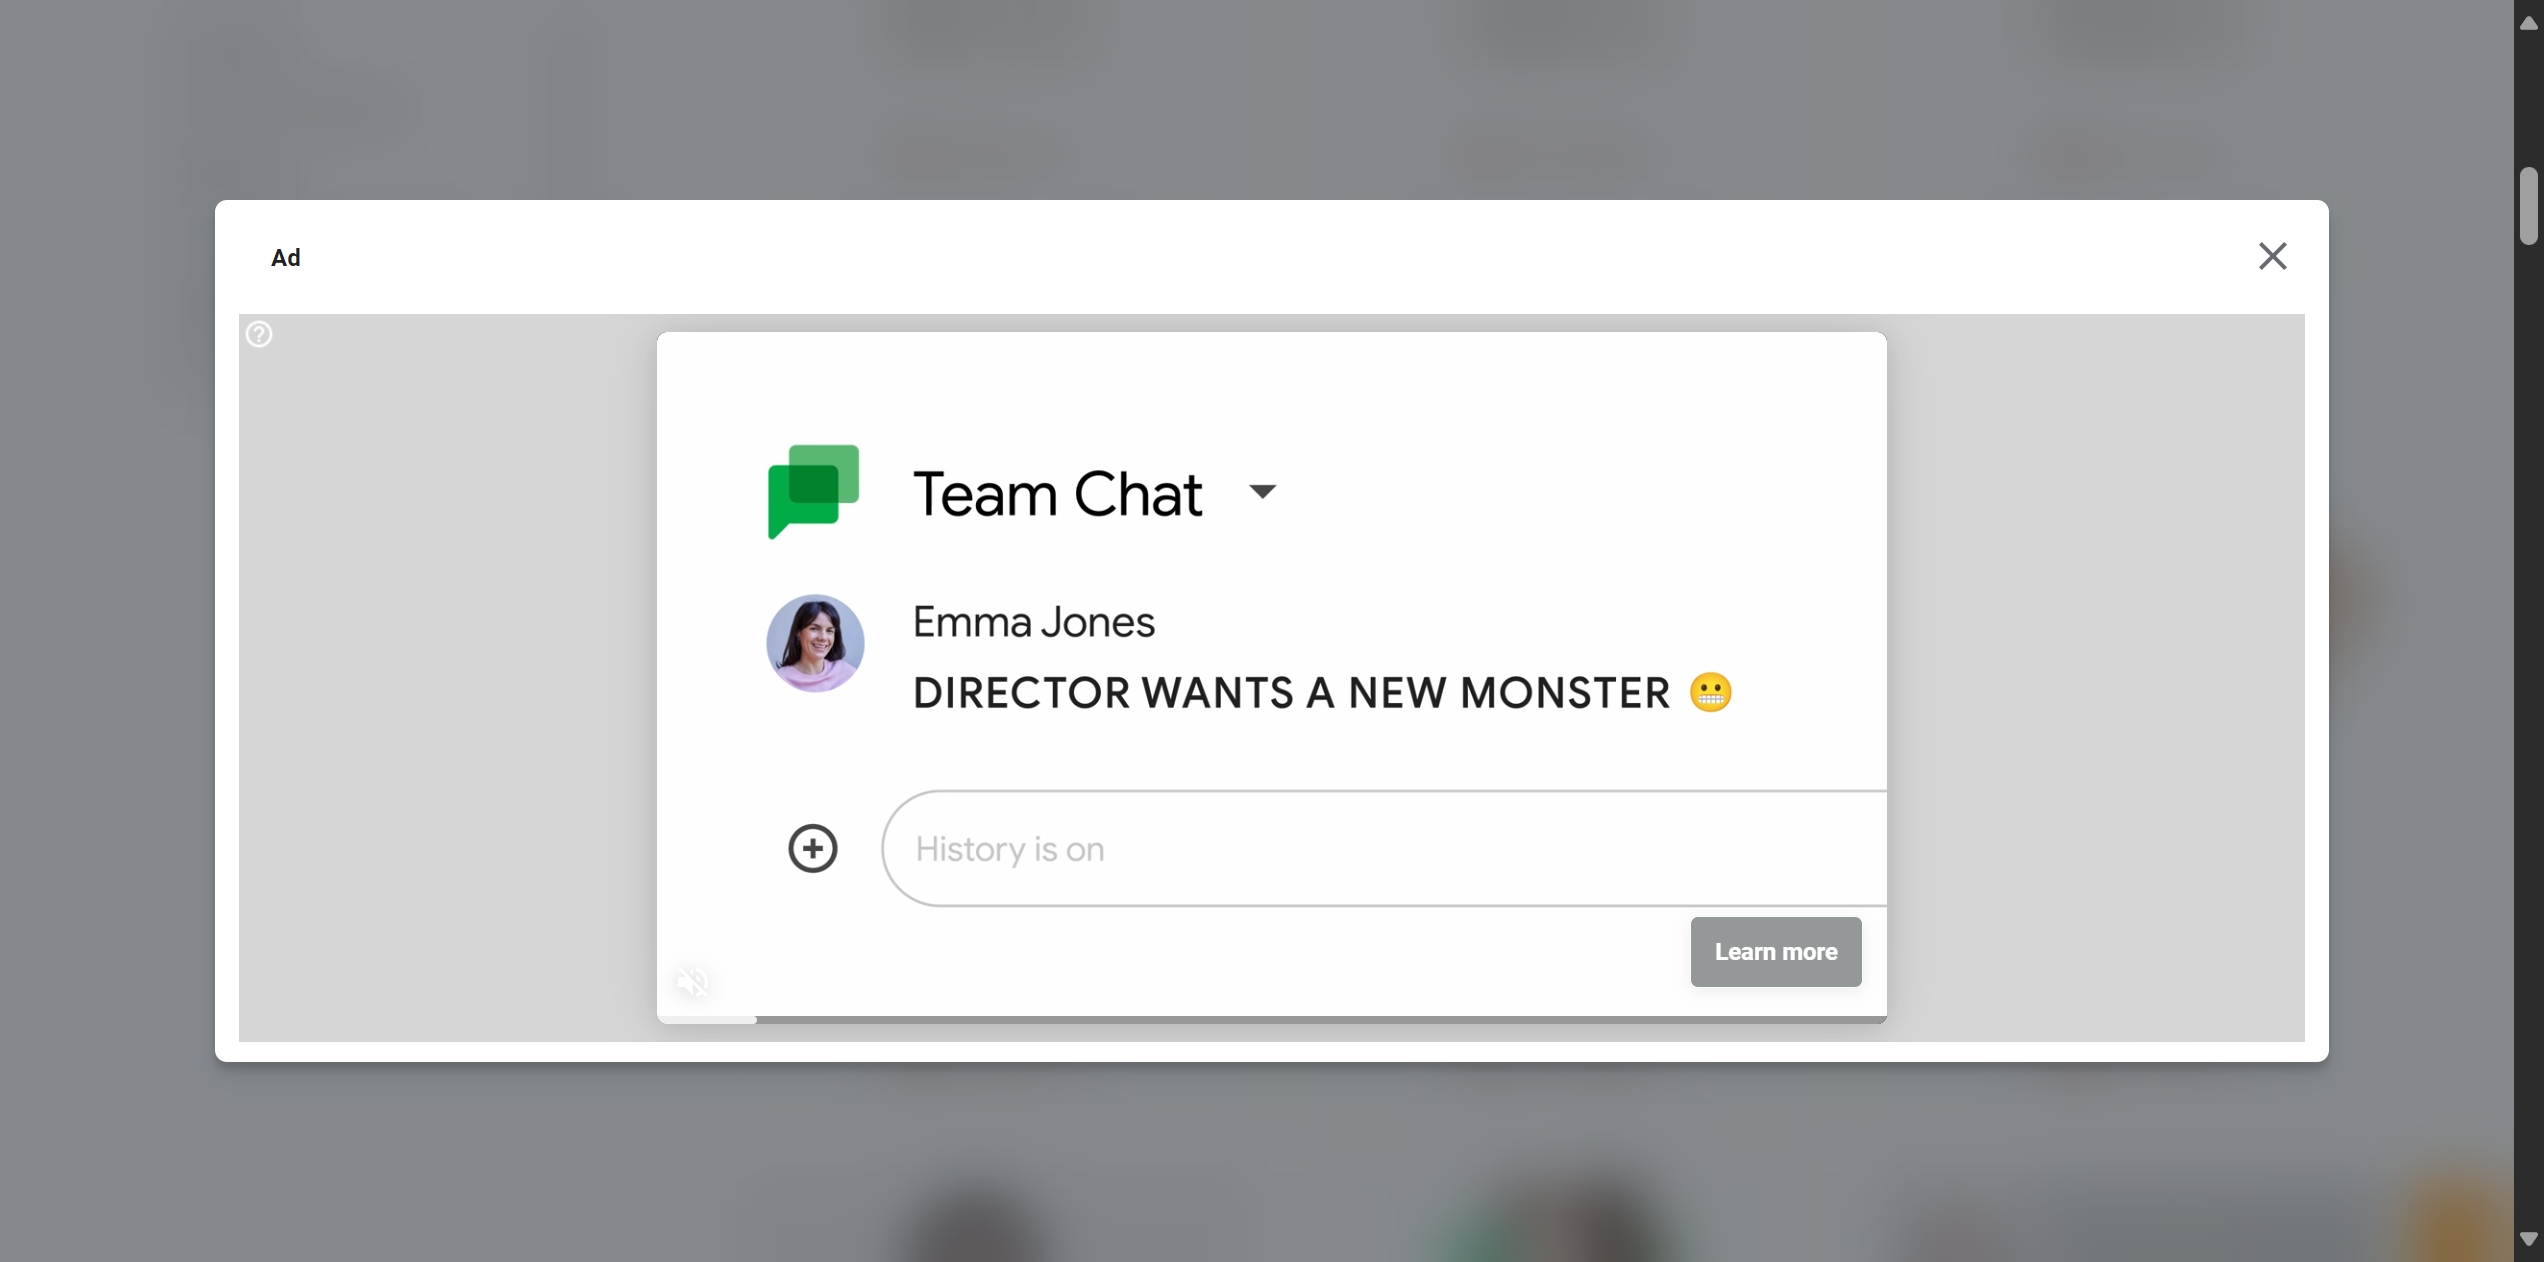 Ad
Team Chat
Emma Jones
DIRECTOR WANTS A NEW MONSTER 😬
History is on
Learn more